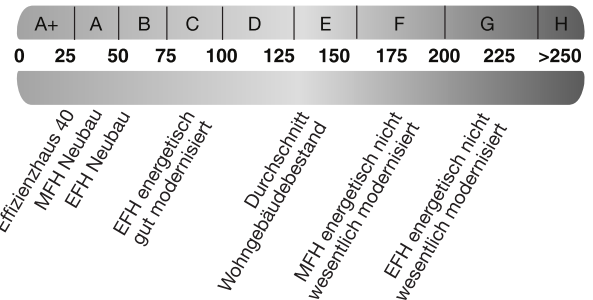 A+ A B C D E F G H
0 25 50 75 100 125 150 175 200 225 >250
Effizienzhaus 40
MFH Neubau
EFH Neubau
EFH energetisch
gut modernisiert
Durchschnitt
Wohngebäudebestand
MFH energetisch nicht
wesentlich modernisiert
EFH energetisch nicht
wesentlich modernisiert